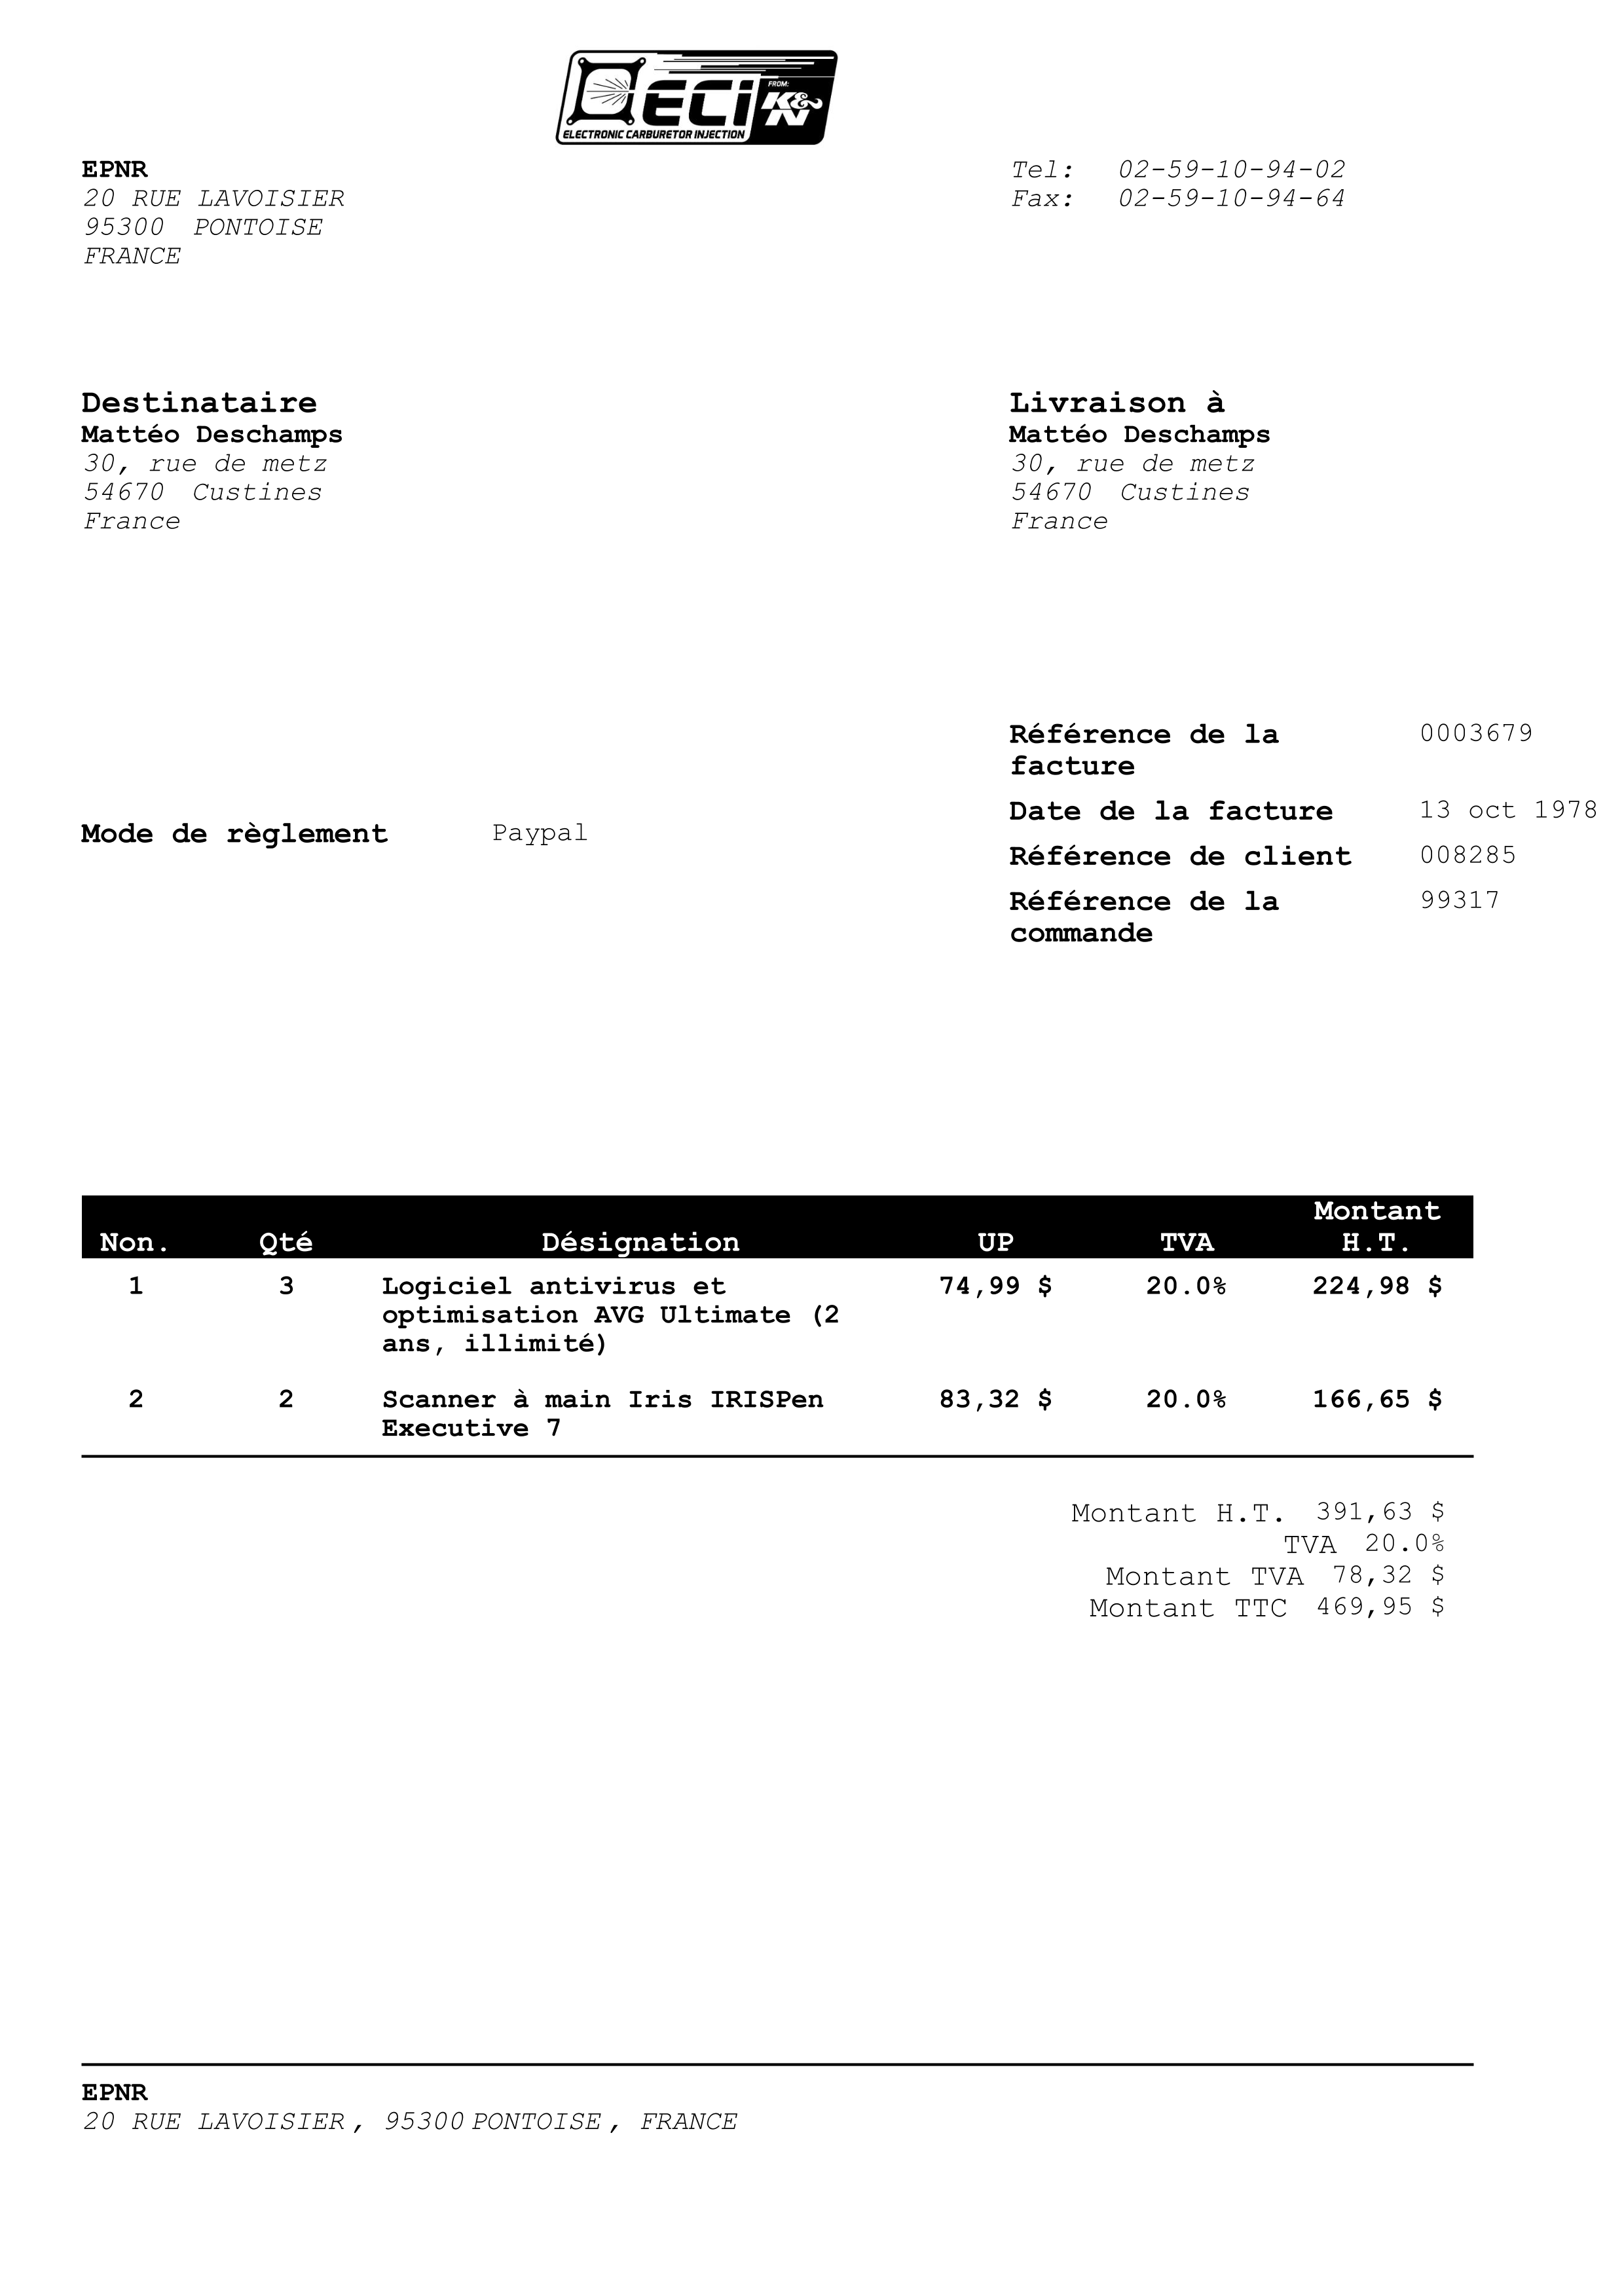 ECi
FROM:
K&N
ELECTRONIC CARBURETOR INJECTION
EPNR
20 RUE LAVOISIER
95300 PONTOISE
FRANCE
Tel: 02-59-10-94-02
Fax: 02-59-10-94-64
Destinataire
Mattéo Deschamps
30, rue de metz
54670 Custines
France
Livraison à
Mattéo Deschamps
30, rue de metz
54670 Custines
France
Mode de règlement Paypal
Référence de la 0003679
facture
Date de la facture 13 oct 1978
Référence de client 008285
Référence de la 99317
commande
Montant
Non. Qté Désignation UP TVA H.T.
1 3 Logiciel antivirus et 74,99 $ 20.0% 224,98 $
optimisation AVG Ultimate (2
ans, illimité)
2 2 Scanner à main Iris IRISPen 83,32 $ 20.0% 166,65 $
Executive 7
Montant H.T. 391,63 $
TVA 20.0%
Montant TVA 78,32 $
Montant TTC 469,95 $
EPNR
20 RUE LAVOISIER, 95300 PONTOISE, FRANCE